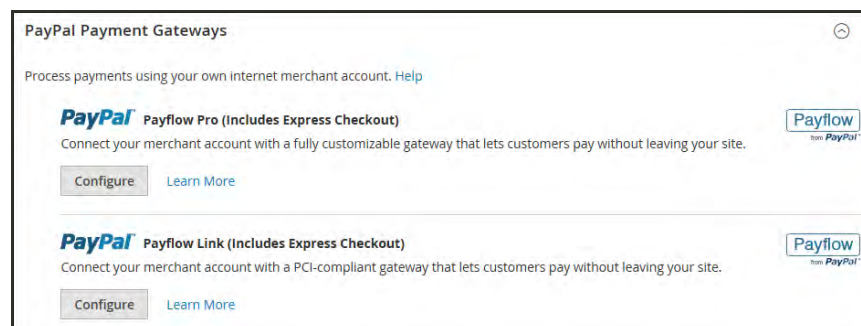 PayPal Payment Gateways
Process payments using your own internet merchant account. Help
PayPal Payflow Pro (Includes Express Checkout)
Payflow
from PayPal
Connect your merchant account with a fully customizable gateway that lets customers pay without leaving your site.
Configure Learn More
PayPal Payflow Link (Includes Express Checkout)
Payflow
from PayPal
Connect your merchant account with a PCI-compliant gateway that lets customers pay without leaving your site.
Configure Learn More